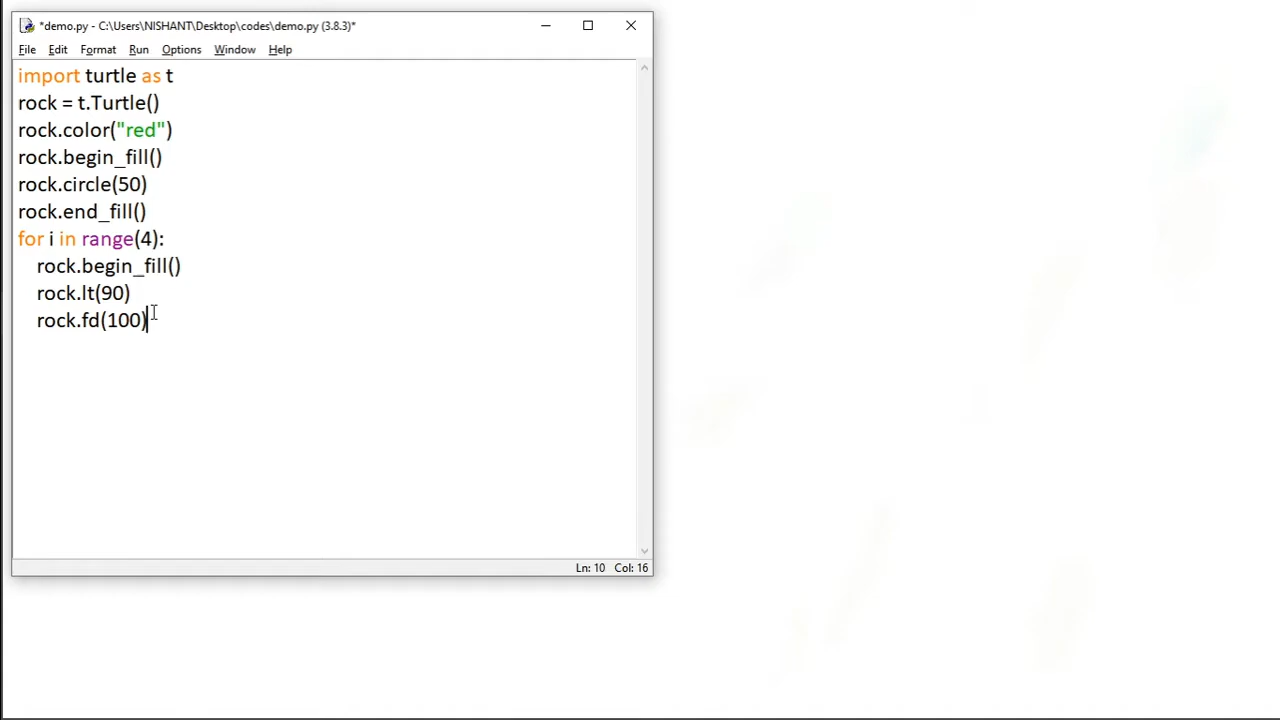 *demo.py - C:\Users\NISHANT\Desktop\codes\demo.py (3.8.3)*
File Edit Format Run Options Window Help
import turtle as t
rock = t.Turtle()
rock.color("red")
rock.begin_fill()
rock.circle(50)
rock.end_fill()
for i in range(4):
    rock.begin_fill()
    rock.lt(90)
    rock.fd(100)
Ln: 10 Col: 16